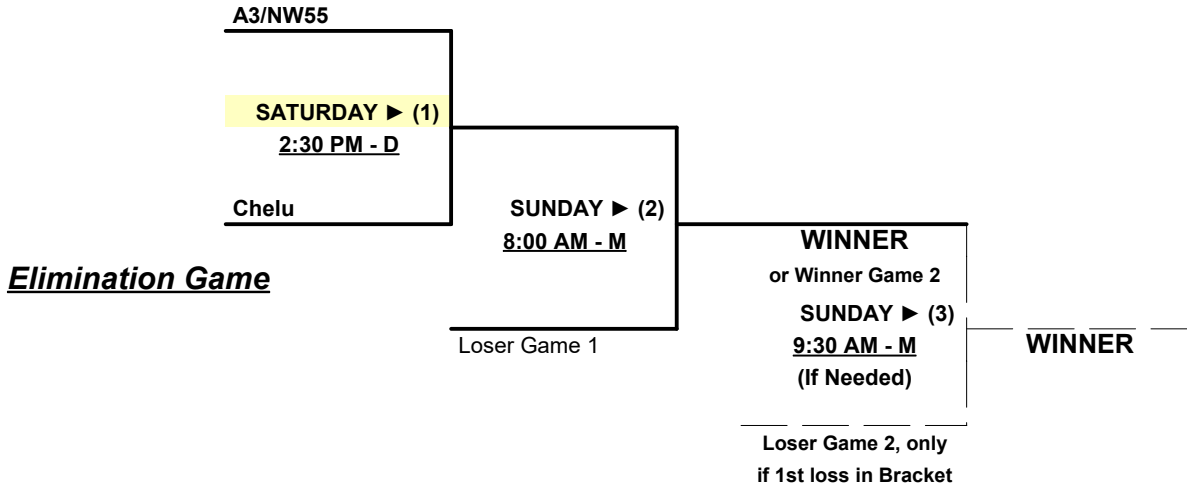 A3/NW55
SATURDAY ► (1)
2:30 PM - D
Chelu
SUNDAY ► (2)
8:00 AM - M
WINNER
Elimination Game
or Winner Game 2
SUNDAY ► (3)
Loser Game 1
9:30 AM - M
WINNER
(If Needed)
Loser Game 2, only
if 1st loss in Bracket